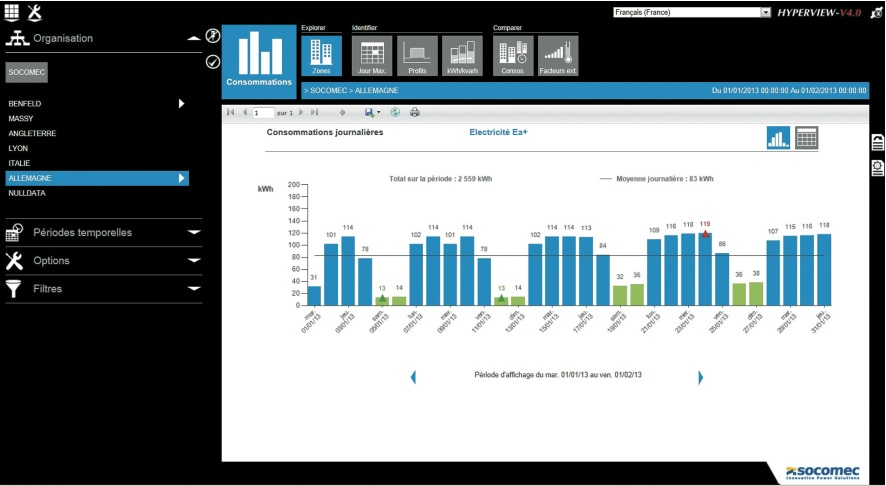 Français (France)
HYPERVIEW-V4.0
Organisation
SOCOMEC
BENFELD
MASSY
ANGLETERRE
LYON
ITALIE
ALLEMAGNE
NULLDATA
Périodes temporelles
Options
Filtres
Consommations
Explorer
Identifier
Comparer
Zones
Jour Max.
Profils
kWh/kvarh
Consos.
Facteurs ext.
> SOCOMEC > ALLEMAGNE
Du 01/01/2013 00:00:00 Au 01/02/2013 00:00:00
1 sur 1
Consommations journalières
Electricité Ea+
Total sur la période : 2 559 kWh
Moyenne journalière : 83 kWh
kWh
200
180
160
140
120
100
80
60
40
20
0
31 101 114 78 13 14 102 114 101 114 78 13 14 102 114 114 113 84 32 35 109 116 118 119 86 36 38 107 115 116 118
mar. 01/01/13
jeu. 03/01/13
sam. 05/01/13
lun. 07/01/13
mer. 09/01/13
ven. 11/01/13
dim. 13/01/13
mar. 15/01/13
jeu. 17/01/13
sam. 19/01/13
lun. 21/01/13
mer. 23/01/13
ven. 25/01/13
dim. 27/01/13
mar. 29/01/13
jeu. 31/01/13
Période d'affichage du mar. 01/01/13 au ven. 01/02/13
socomec
Innovative Power Solutions